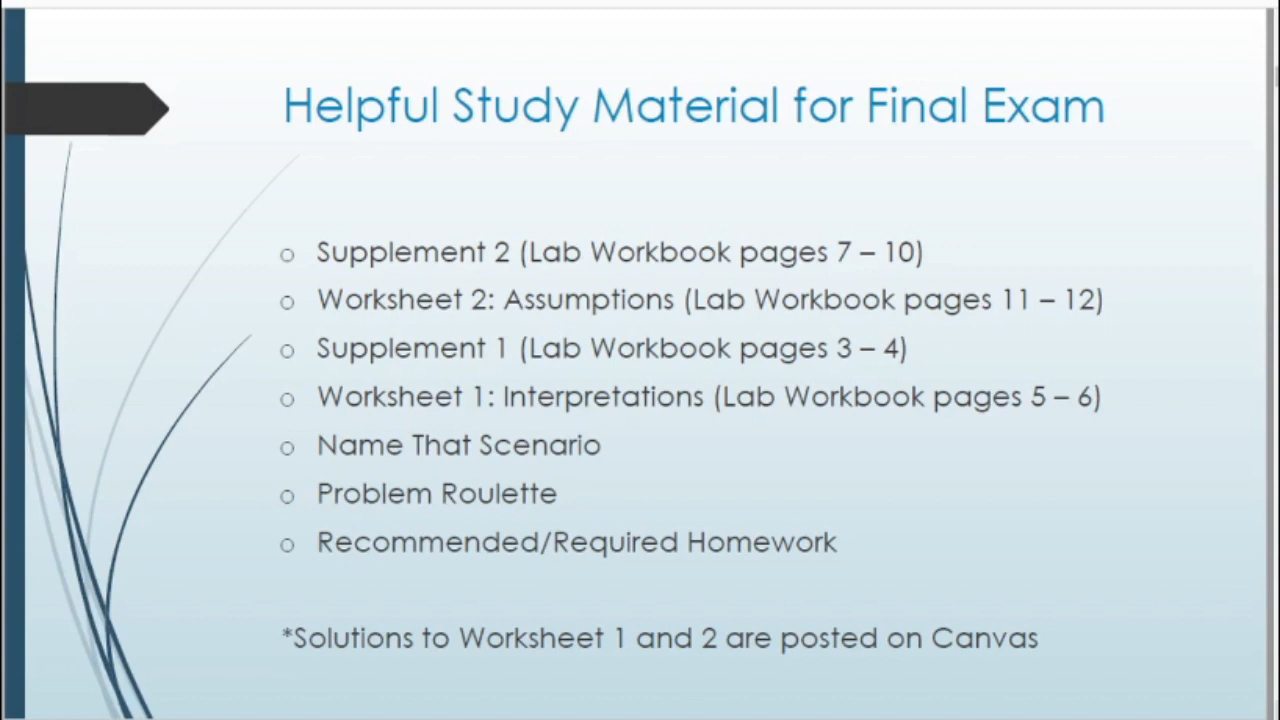 Helpful Study Material for Final Exam
o Supplement 2 (Lab Workbook pages 7 – 10)
o Worksheet 2: Assumptions (Lab Workbook pages 11 – 12)
o Supplement 1 (Lab Workbook pages 3 – 4)
o Worksheet 1: Interpretations (Lab Workbook pages 5 – 6)
o Name That Scenario
o Problem Roulette
o Recommended/Required Homework
*Solutions to Worksheet 1 and 2 are posted on Canvas